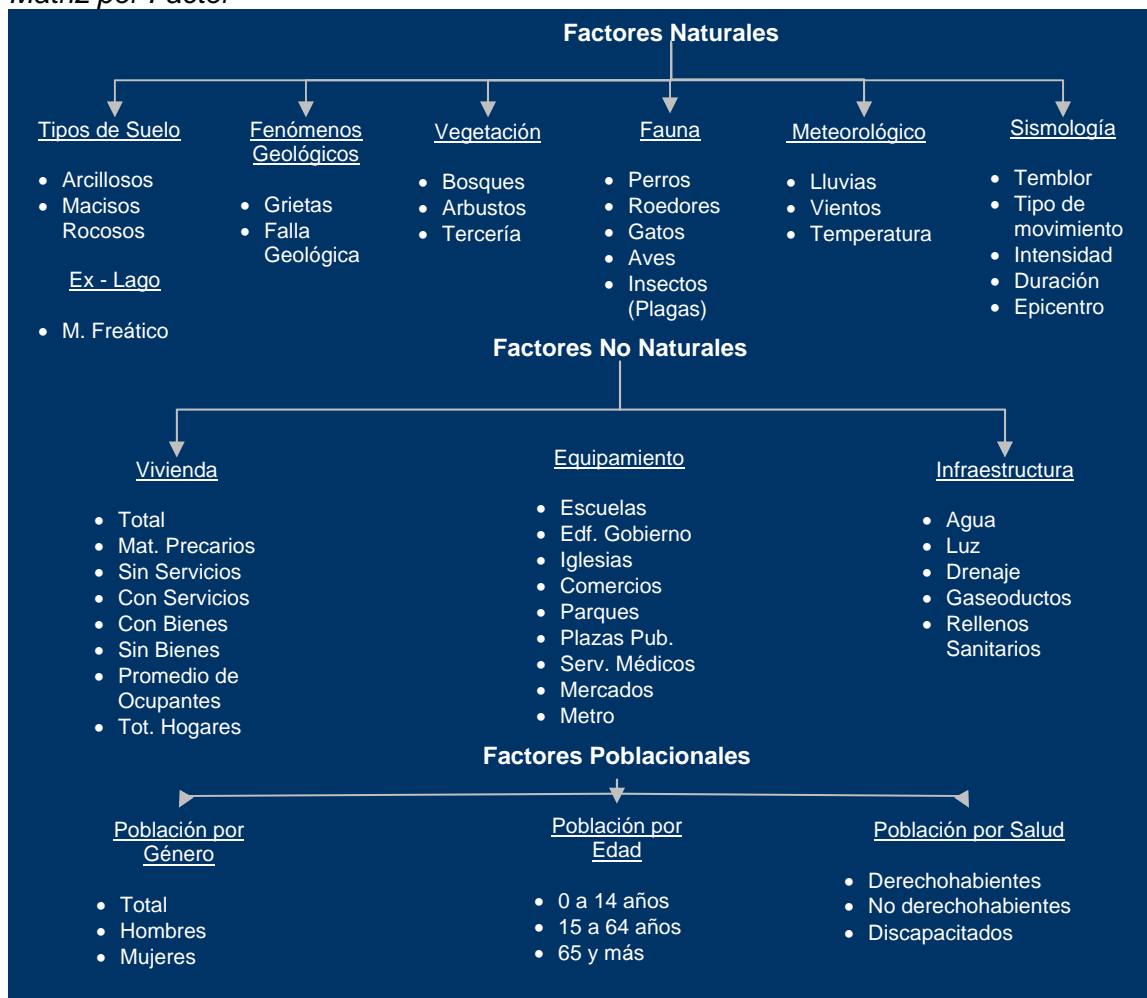 Matriz por Factor
Factores Naturales
Tipos de Suelo
• Arcillosos
• Macisos
Rocosos
Ex - Lago
• M. Freático
Fenómenos
Geológicos
• Grietas
• Falla
Geológica
Vegetación
• Bosques
• Arbustos
• Tercería
Fauna
• Perros
• Roedores
• Gatos
• Aves
• Insectos
(Plagas)
Meteorológico
• Lluvias
• Vientos
• Temperatura
Sismología
• Temblor
• Tipo de
movimiento
• Intensidad
• Duración
• Epicentro
Factores No Naturales
Vivienda
• Total
• Mat. Precarios
• Sin Servicios
• Con Servicios
• Con Bienes
• Sin Bienes
• Promedio de
Ocupantes
• Tot. Hogares
Equipamiento
• Escuelas
• Edf. Gobierno
• Iglesias
• Comercios
• Parques
• Plazas Pub.
• Serv. Médicos
• Mercados
• Metro
Infraestructura
• Agua
• Luz
• Drenaje
• Gaseoductos
• Rellenos
Sanitarios
Factores Poblacionales
Población por
Género
• Total
• Hombres
• Mujeres
Población por
Edad
• 0 a 14 años
• 15 a 64 años
• 65 y más
Población por Salud
• Derechohabientes
• No derechohabientes
• Discapacitados